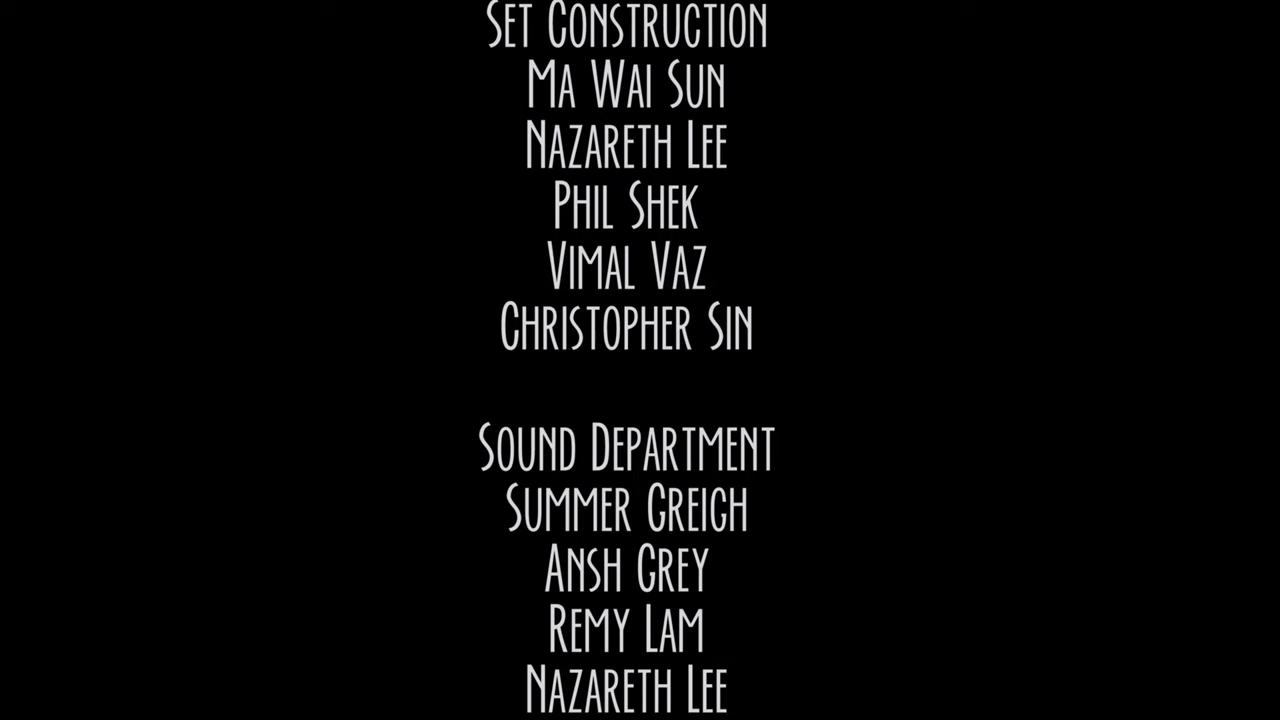 Set Construction
Ma Wai Sun
Nazareth Lee
Phil Shek
Vimal Vaz
Christopher Sin
Sound Department
Summer Greigh
Ansh Grey
Remy Lam
Nazareth Lee